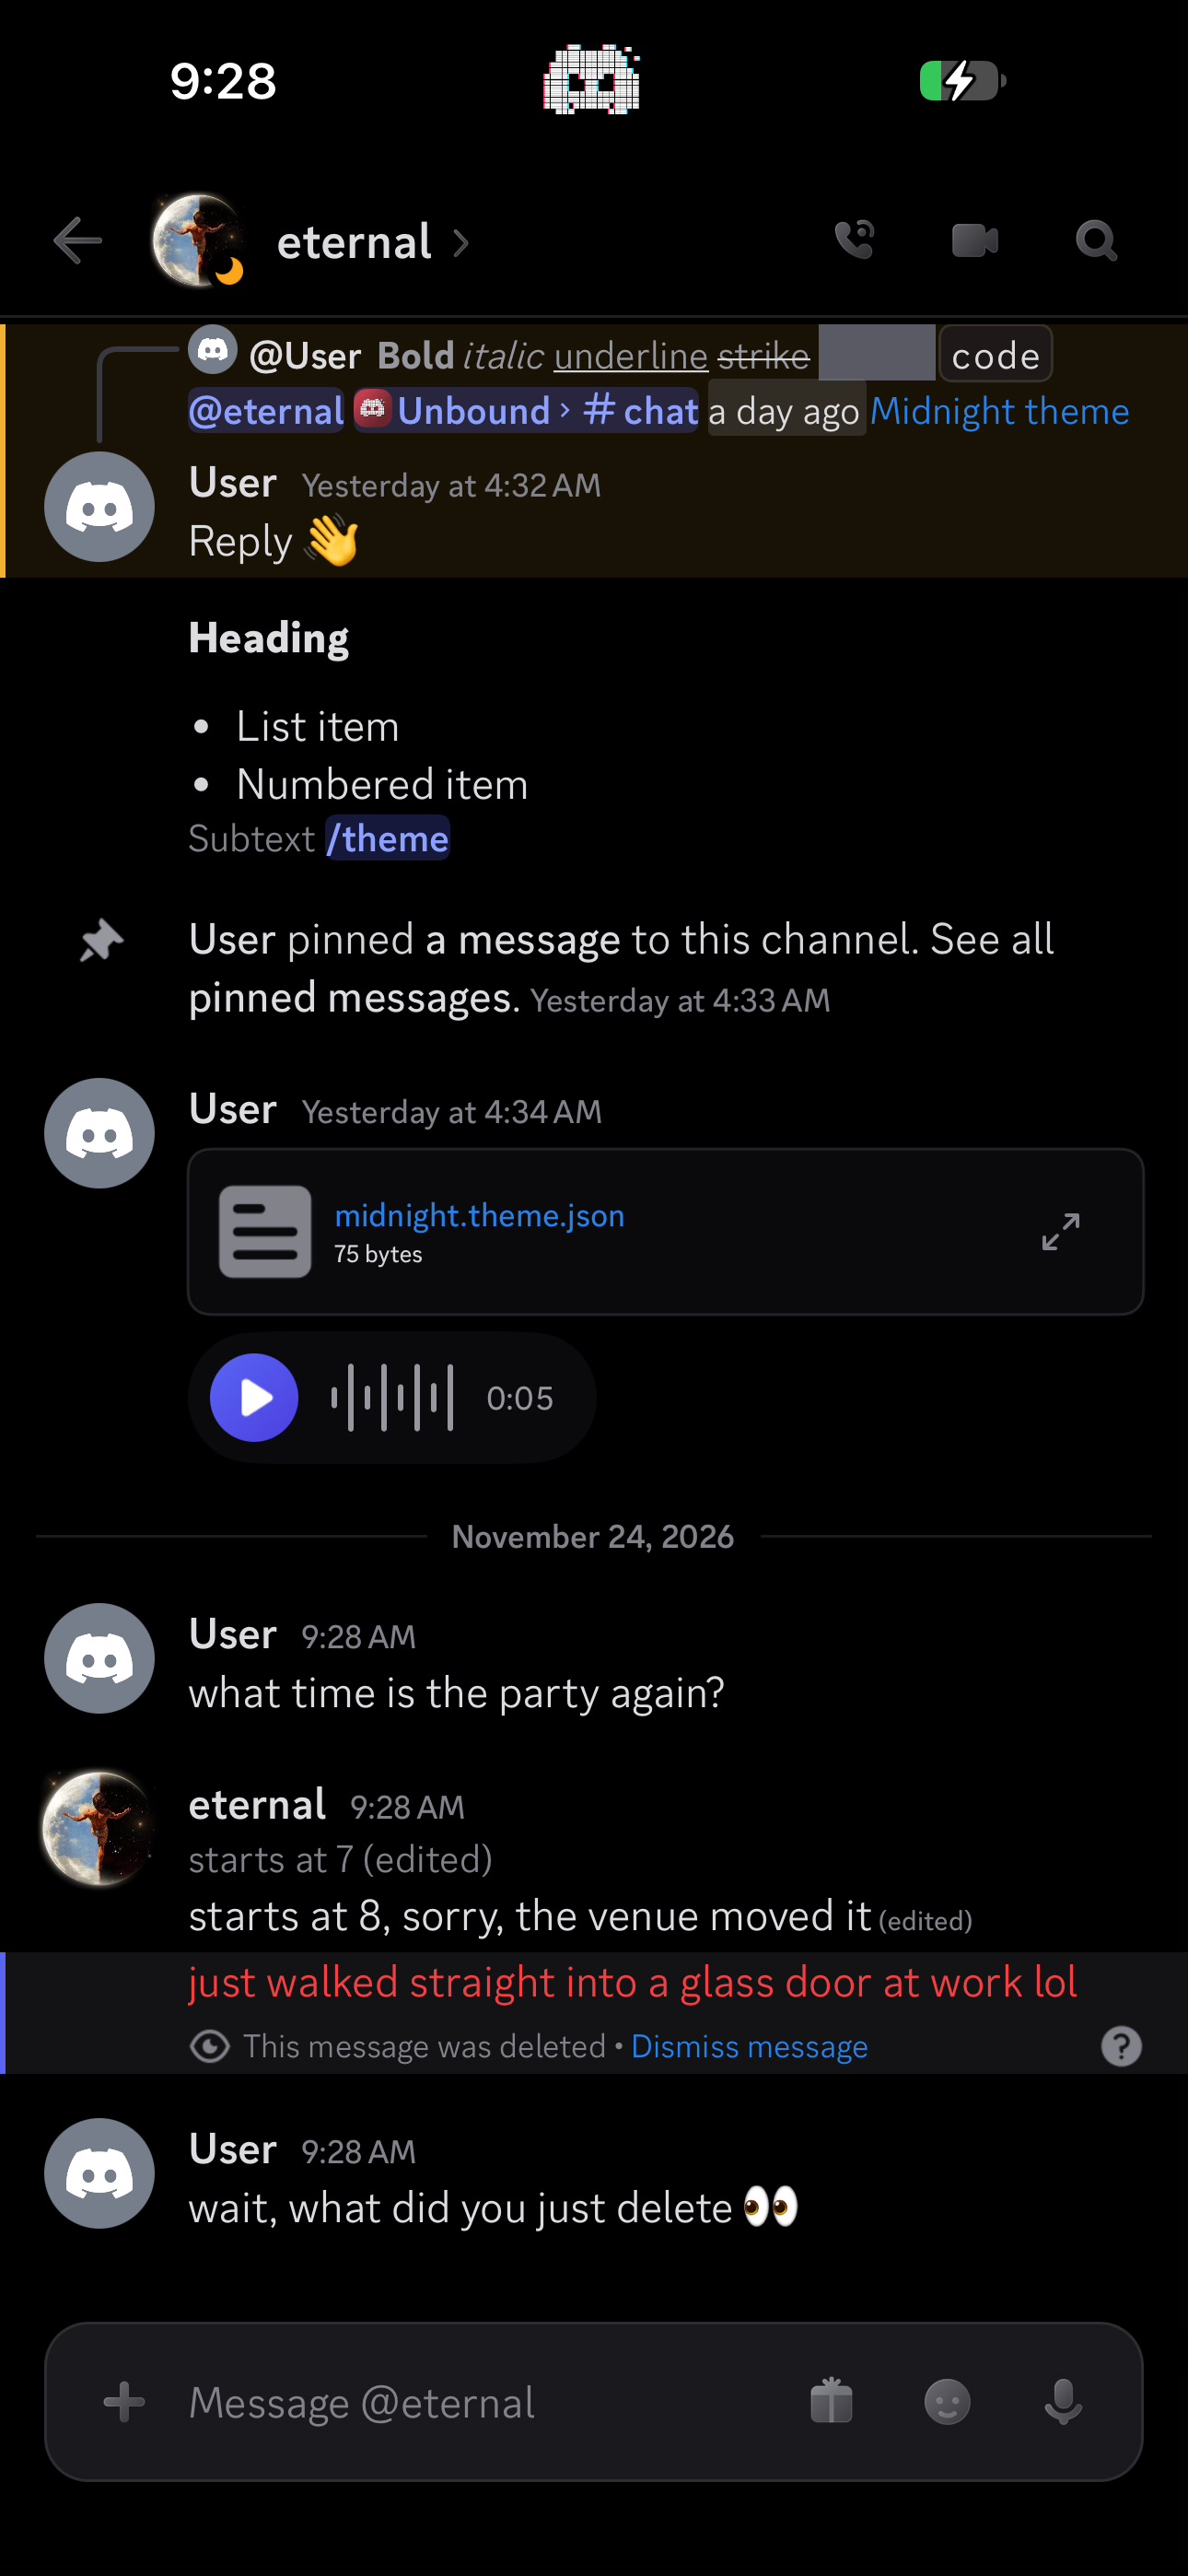 9:28
eternal
@User Bold italic underline strike code
@eternal Unbound › # chat a day ago Midnight theme
User Yesterday at 4:32 AM
Reply 👋
Heading
• List item
• Numbered item
Subtext /theme
User pinned a message to this channel. See all
pinned messages. Yesterday at 4:33 AM
User Yesterday at 4:34 AM
midnight.theme.json
75 bytes
0:05
November 24, 2026
User 9:28 AM
what time is the party again?
eternal 9:28 AM
starts at 7 (edited)
starts at 8, sorry, the venue moved it (edited)
just walked straight into a glass door at work lol
This message was deleted • Dismiss message
User 9:28 AM
wait, what did you just delete 👀
Message @eternal